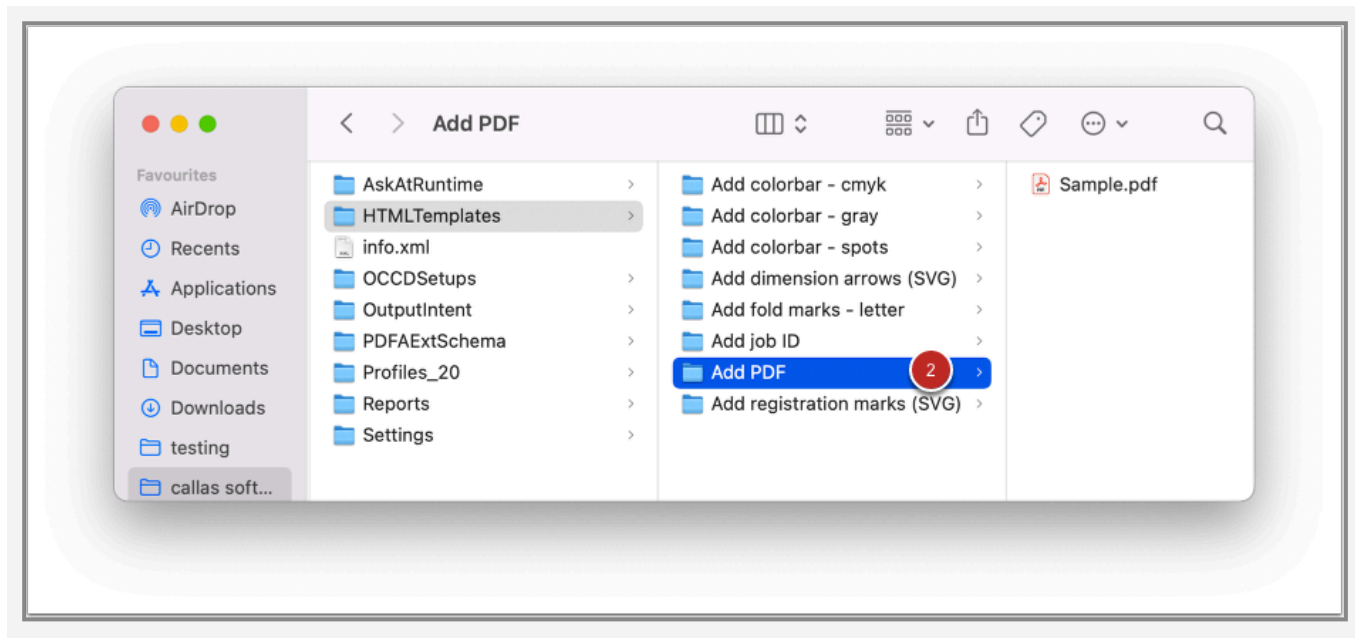 Add PDF
Favourites
AirDrop
Recents
Applications
Desktop
Documents
Downloads
testing
callas soft...
AskAtRuntime
HTMLTemplates
info.xml
OCCDSetups
OutputIntent
PDFAExtSchema
Profiles_20
Reports
Settings
Add colorbar - cmyk
Add colorbar - gray
Add colorbar - spots
Add dimension arrows (SVG)
Add fold marks - letter
Add job ID
Add PDF 2
Add registration marks (SVG)
Sample.pdf